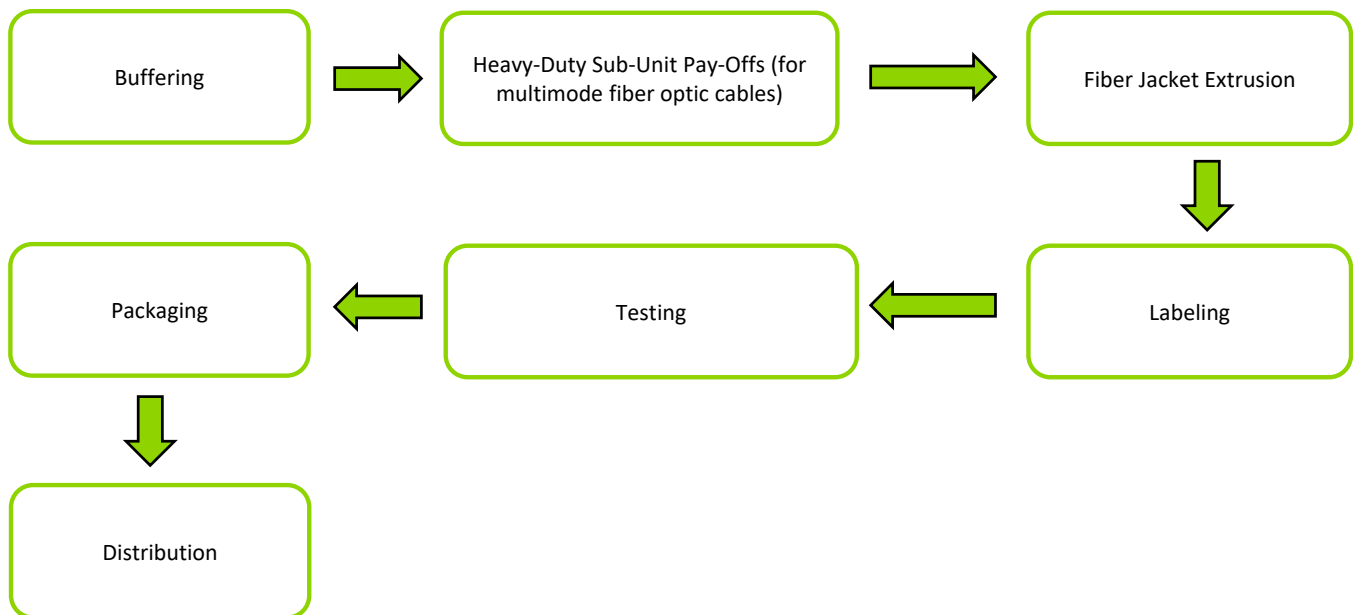 Buffering
Heavy-Duty Sub-Unit Pay-Offs (for
multimode fiber optic cables)
Fiber Jacket Extrusion
Labeling
Testing
Packaging
Distribution